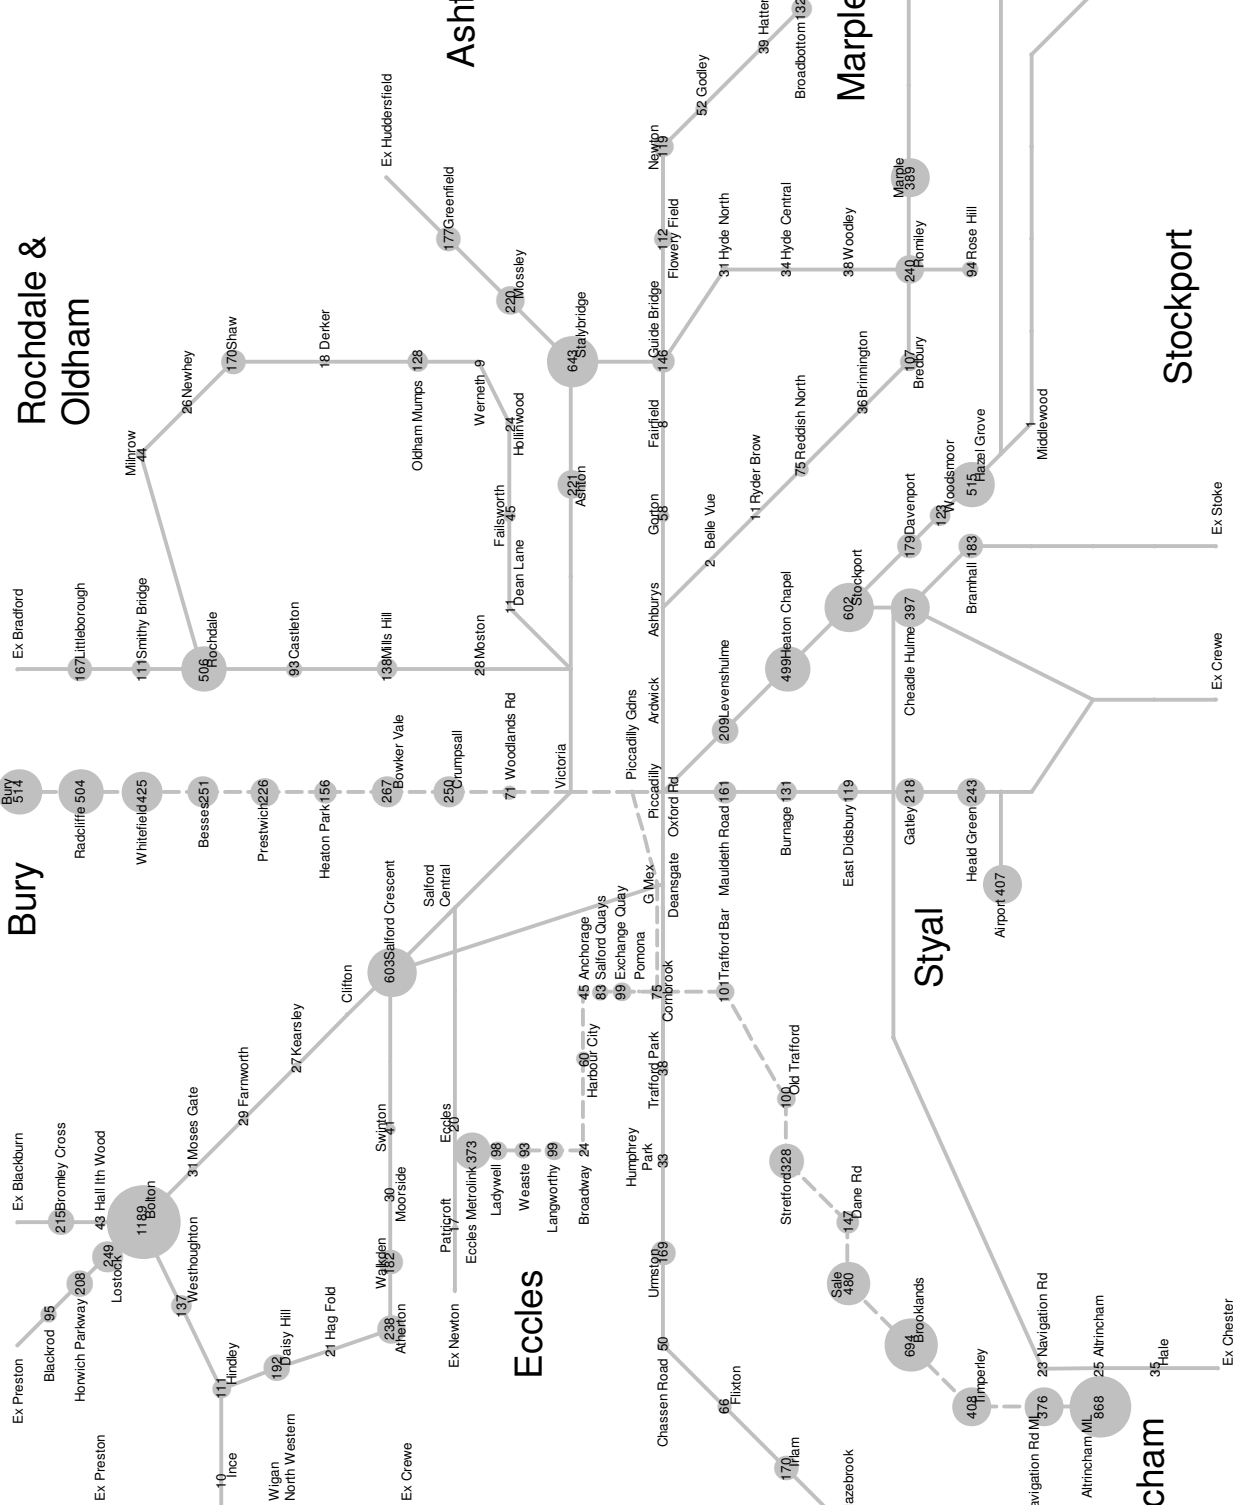 Rochdale &
Oldham
Bury
Eccles
Styal
Stockport
Marple
Ash
cham
Ex Bradford
167 Littleborough
111 Smithy Bridge
506 Rochdale
93 Castleton
138 Mills Hill
28 Moston
Milnrow 44
26 Newhey
170 Shaw
18 Derker
Oldham Mumps 128
Werneth 9
24 Hollinwood
Failsworth 45
11 Dean Lane
Ex Huddersfield
177 Greenfield
220 Mossley
643 Stalybridge
221 Ashton
Bury 514
Radcliffe 504
Whitefield 425
Besses 251
Prestwich 226
Heaton Park 156
267 Bowker Vale
250 Crumpsall
71 Woodlands Rd
Victoria
Piccadilly Gdns
Piccadilly
Oxford Rd
Ardwick
Ashburys
Gorton 58
Fairfield 8
Guide Bridge 146
112 Flowery Field
Newton 119
52 Godley
39 Hatter
Broadbottom 132
31 Hyde North
34 Hyde Central
38 Woodley
240 Romiley
94 Rose Hill
Marple 389
107 Bredbury
36 Brinnington
75 Reddish North
11 Ryder Brow
2 Belle Vue
209 Levenshulme
499 Heaton Chapel
602 Stockport
179 Davenport
123 Woodsmoor
515 Hazel Grove
1 Middlewood
Cheadle Hulme 397
Bramhall 183
Ex Stoke
Ex Crewe
Mauldeth Road 161
Burnage 131
East Didsbury 119
Gatley 218
Heald Green 243
Airport 407
G Mex
Deansgate
Salford
Central
603 Salford Crescent
Clifton
27 Kearsley
29 Farnworth
31 Moses Gate
1189 Bolton
43 Hall Ith Wood
215 Bromley Cross
Ex Blackburn
249 Lostock
Horwich Parkway 208
Blackrod 95
Ex Preston
137 Westhoughton
111 Hindley
10 Ince
Wigan
North Western
Ex Preston
Ex Crewe
192 Daisy Hill
21 Hag Fold
238 Atherton
Walkden 182
30 Moorside
Swinton 41
Eccles 20
Patricroft 17
Ex Newton
Eccles Metrolink 373
Ladywell 98
Weaste 93
Langworthy 99
Broadway 24
60 Harbour City
45 Anchorage
83 Salford Quays
99 Exchange Quay
Pomona
75 Cornbrook
Trafford Park 38
Humphrey
Park 33
Urmston 169
Chassen Road 50
66 Flixton
170 Irlam
azebrook
101 Trafford Bar
100 Old Trafford
Stretford 328
147 Dane Rd
Sale 480
694 Brooklands
408 Timperley
avigation Rd ML 376
Altrincham ML 868
23 Navigation Rd
25 Altrincham
35 Hale
Ex Chester